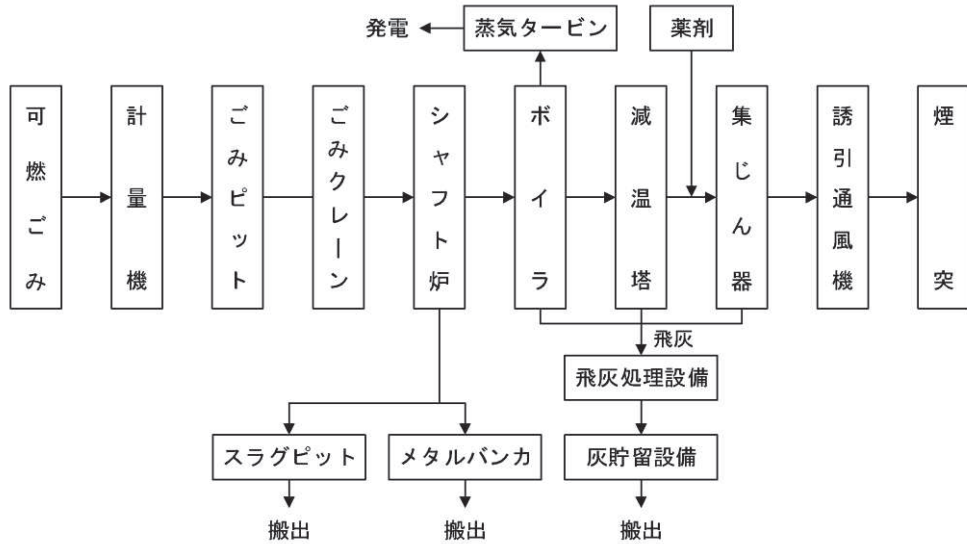 発電
蒸気タービン
薬剤
可燃ごみ
計量機
ごみピット
ごみクレーン
シャフト炉
ボイラ
減温塔
集じん器
誘引通風機
煙突
飛灰
飛灰処理設備
スラグピット
メタルバンカ
灰貯留設備
搬出
搬出
搬出